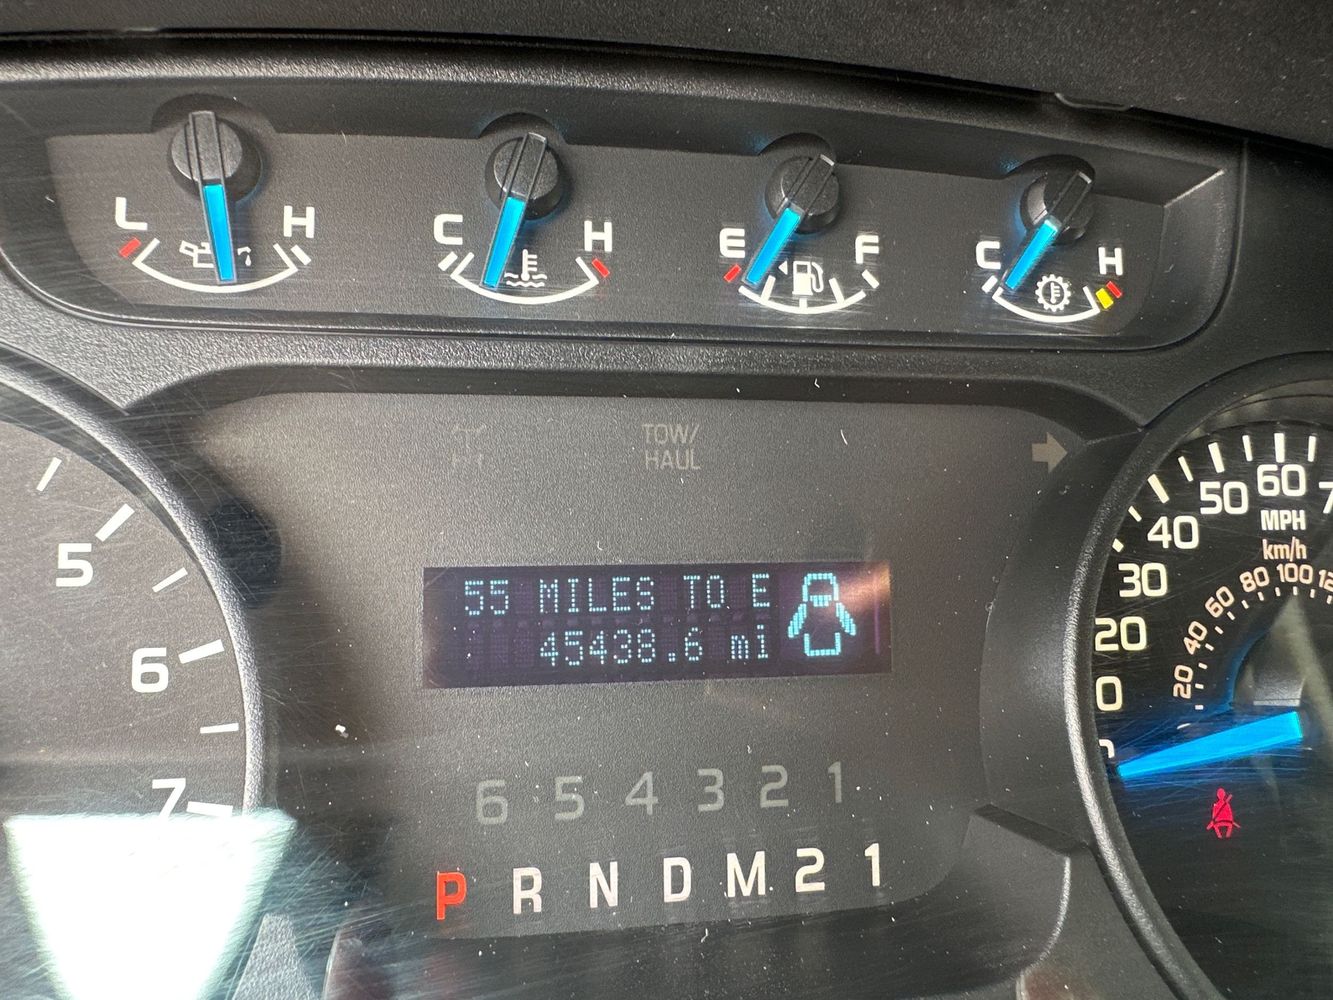 L H
C H
E F
C H
TOW/
HAUL
5
6
7
55 MILES TO E
45438.6 mi
6 5 4 3 2 1
P R N D M 2 1
60
50
40
30
20
MPH
km/h
20 40 60 80 100